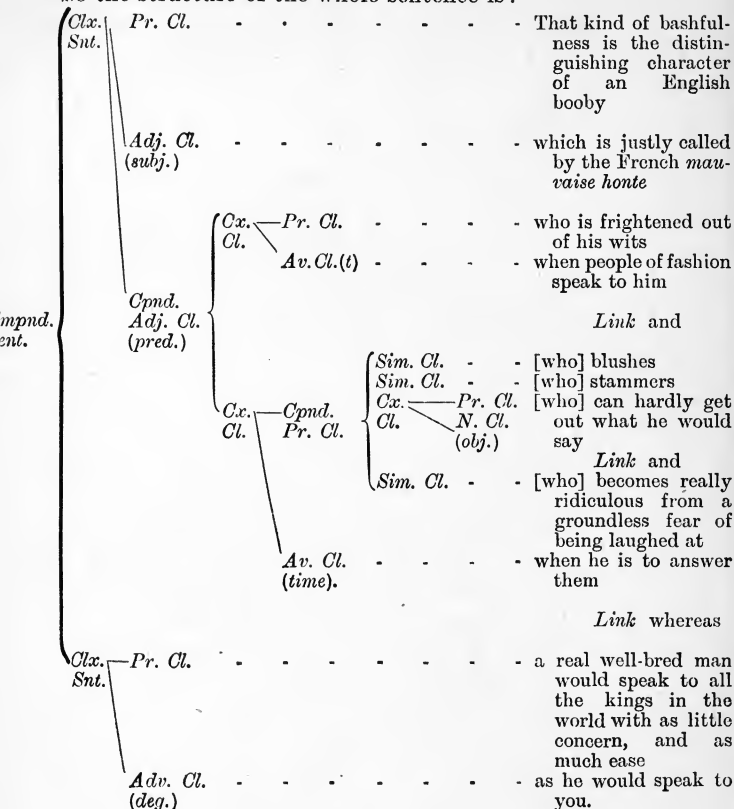 the structure of the whole sentence is :
Clx. Pr. Cl. - - - - - - - That kind of bashful-
Snt. ness is the distin-
guishing character
of an English
booby
Adj. Cl. - - - - - - - which is justly called
(subj.) by the French mau-
vaise honte
Cx. Pr. Cl. - - - - who is frightened out
Cl. of his wits
Av. Cl. (t) - - - - when people of fashion
speak to him
Cpnd.
mpnd. Adj. Cl. Link and
ent. (pred.)
Sim. Cl. - - [who] blushes
Sim. Cl. - - [who] stammers
Cx. Cpnd. Cx. Pr. Cl. [who] can hardly get
Cl. Pr. Cl. Cl. N. Cl. out what he would
(obj.) say
Link and
Sim. Cl. - - [who] becomes really
ridiculous from a
groundless fear of
being laughed at
Av. Cl. - - - - when he is to answer
(time). them
Link whereas
Clx. Pr. Cl. - - - - - - - a real well-bred man
Snt. would speak to all
the kings in the
world with as little
concern, and as
much ease
Adv. Cl. - - - - - - - as he would speak to
(deg.) you.